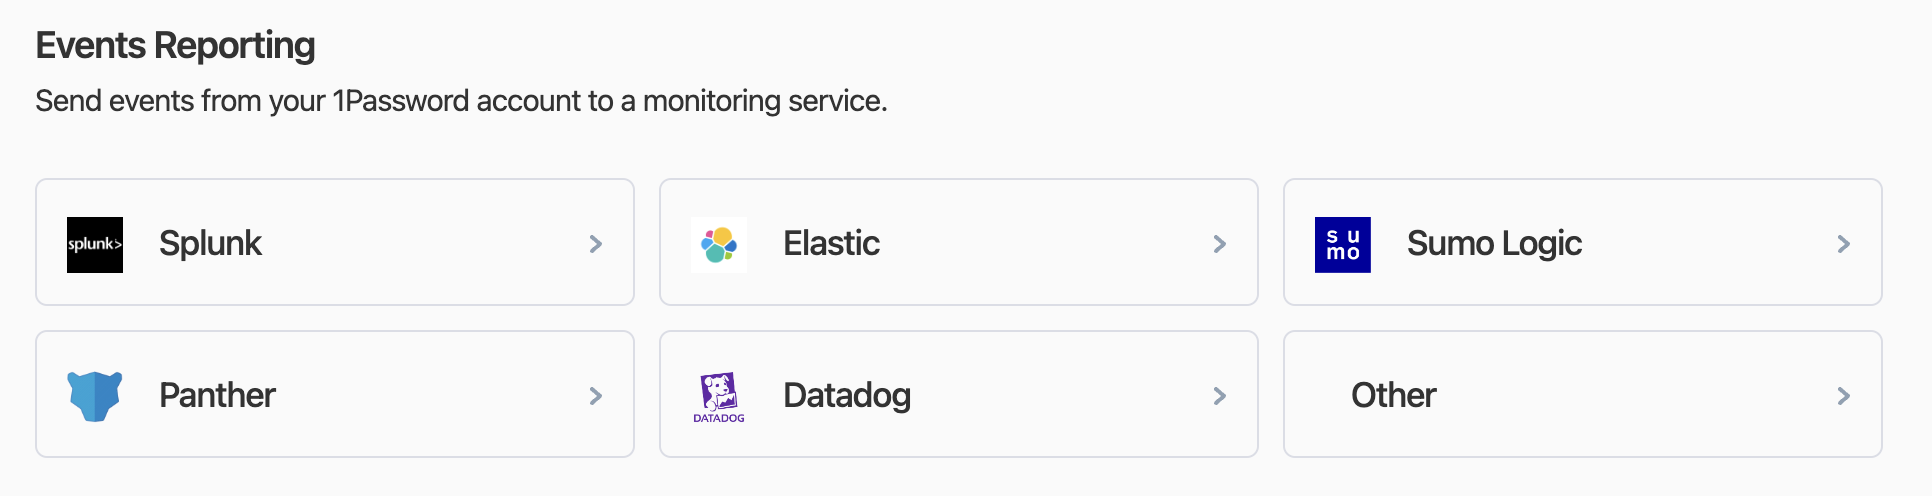 Events Reporting
Send events from your 1Password account to a monitoring service.
splunk> Splunk
Elastic
su
mo
Sumo Logic
Panther
DATADOG
Datadog
Other